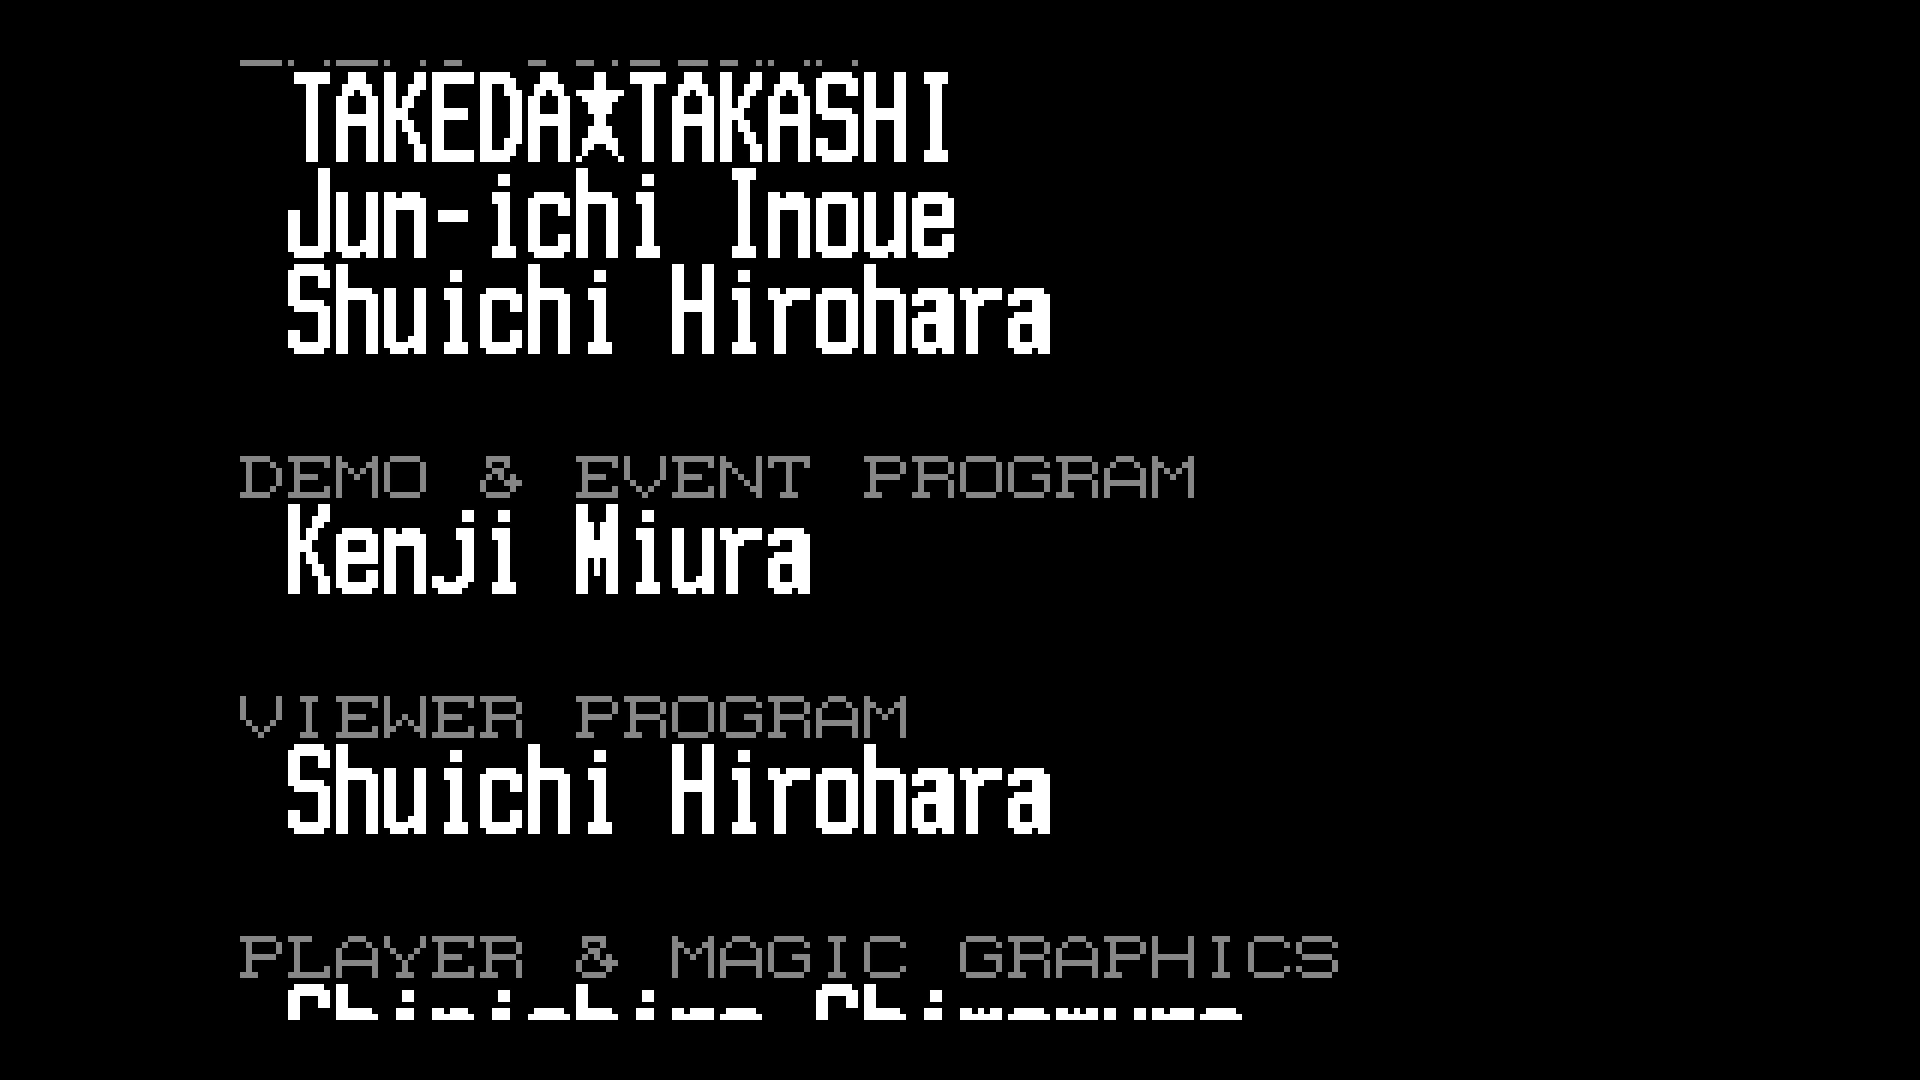 TAKEDA★TAKASHI
Jun-ichi Inoue
Shuichi Hirohara
DEMO & EVENT PROGRAM
Kenji Miura
VIEWER PROGRAM
Shuichi Hirohara
PLAYER & MAGIC GRAPHICS